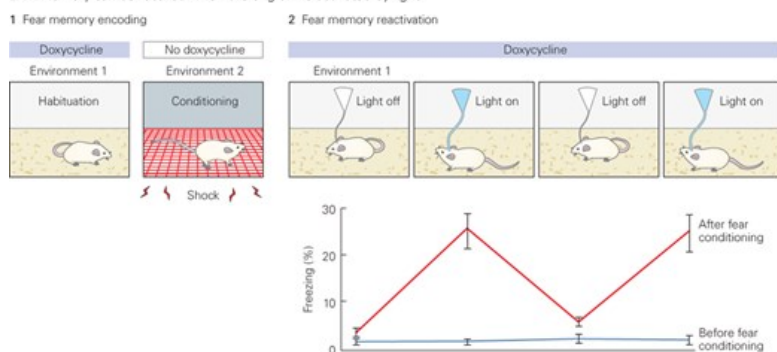 1 Fear memory encoding
2 Fear memory reactivation
Doxycycline
No doxycycline
Doxycycline
Environment 1
Environment 2
Environment 1
Habituation
Conditioning
Light off
Light on
Light off
Light on
Shock
30
20
10
0
Freezing (%)
After fear
conditioning
Before fear
conditioning